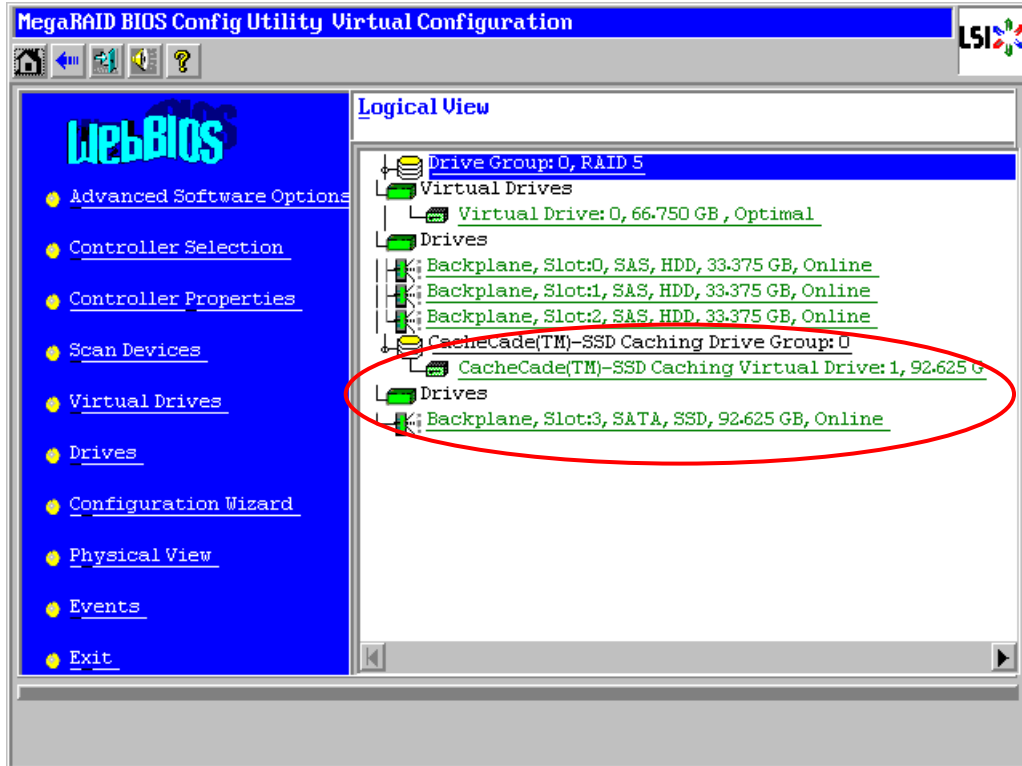 MegaRAID BIOS Config Utility Virtual Configuration
LSI
WebBIOS
Advanced Software Options
Controller Selection
Controller Properties
Scan Devices
Virtual Drives
Drives
Configuration Wizard
Physical View
Events
Exit
Logical View
Drive Group: 0, RAID 5
Virtual Drives
Virtual Drive: 0, 66.750 GB , Optimal
Drives
Backplane, Slot:0, SAS, HDD, 33.375 GB, Online
Backplane, Slot:1, SAS, HDD, 33.375 GB, Online
Backplane, Slot:2, SAS, HDD, 33.375 GB, Online
CacheCade(TM)-SSD Caching Drive Group: 0
CacheCade(TM)-SSD Caching Virtual Drive: 1, 92.625 G
Drives
Backplane, Slot:3, SATA, SSD, 92.625 GB, Online